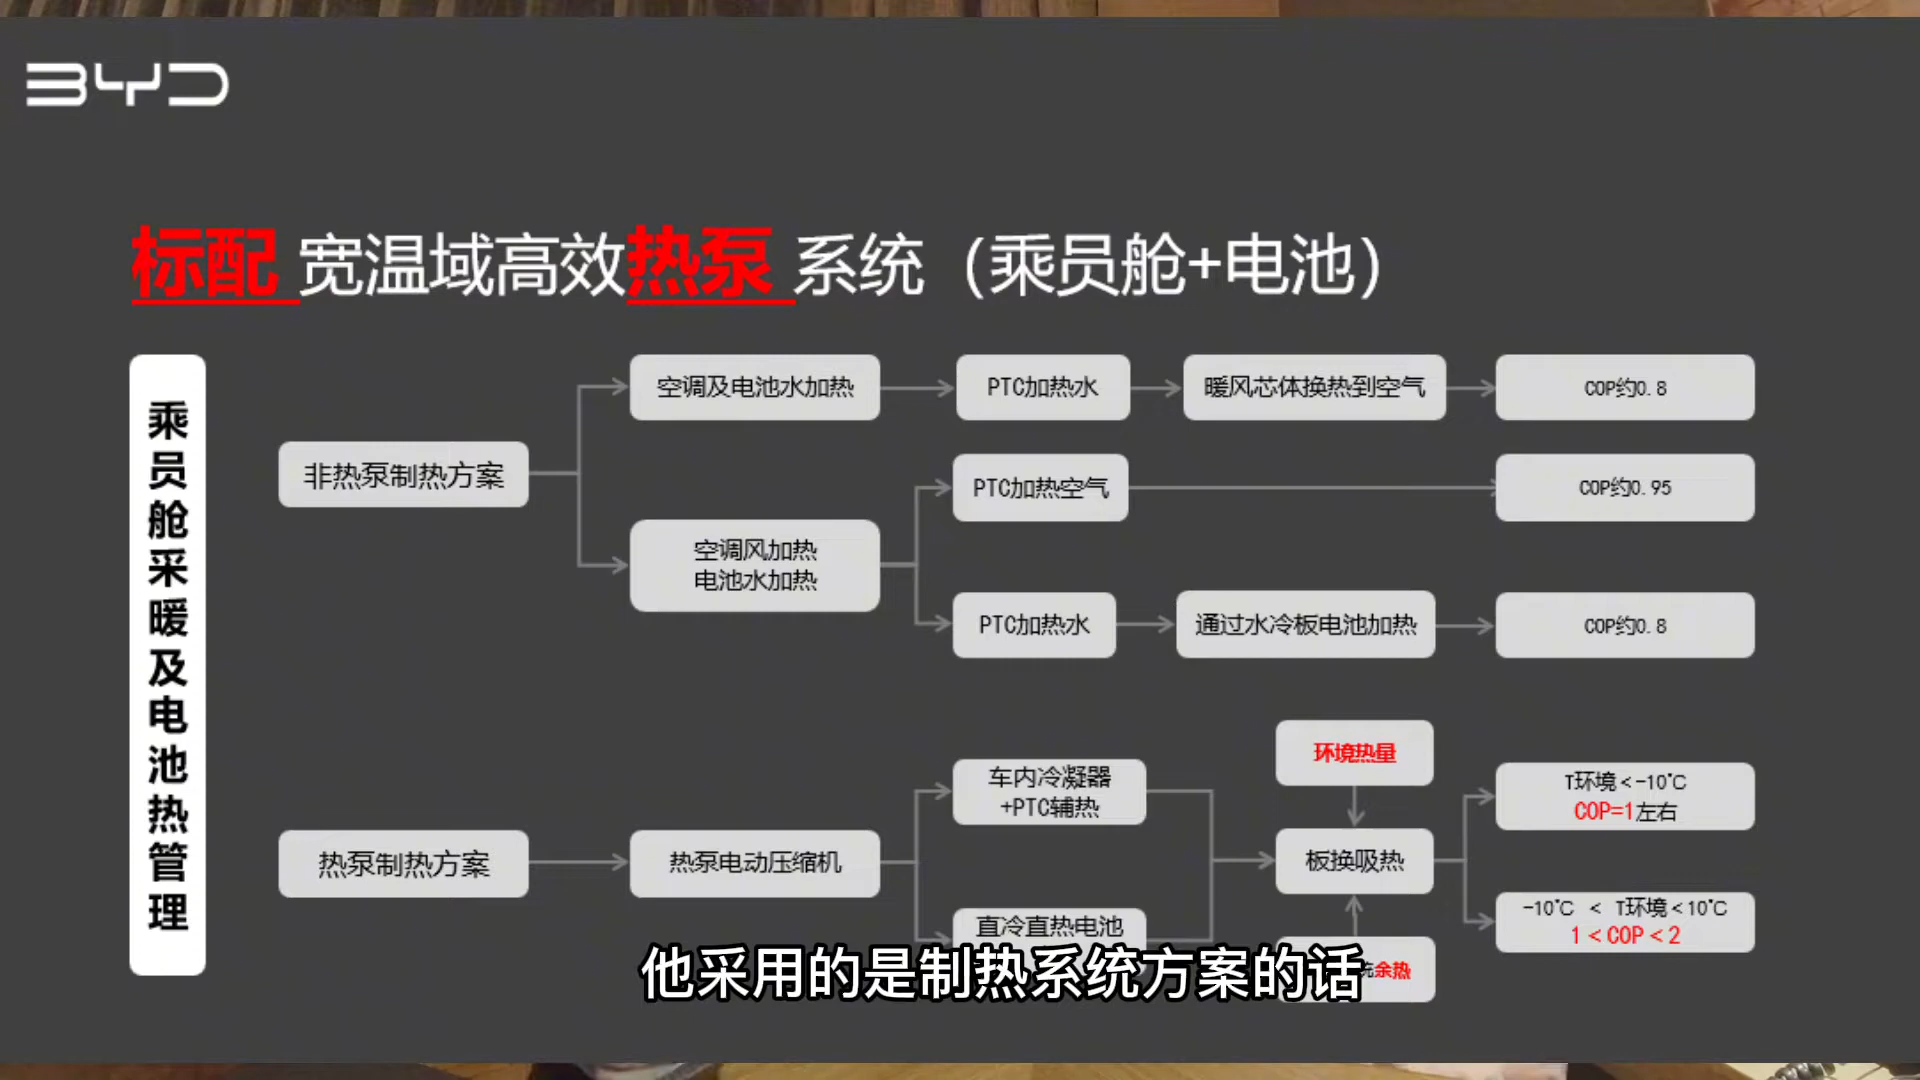 BYD
标配 宽温域高效热泵 系统（乘员舱+电池）
乘员舱采暖及电池热管理
非热泵制热方案
空调及电池水加热
PTC加热水
暖风芯体换热到空气
COP约0.8
空调风加热
电池水加热
PTC加热空气
COP约0.95
PTC加热水
通过水冷板电池加热
COP约0.8
热泵制热方案
热泵电动压缩机
车内冷凝器
+PTC辅热
直冷直热电池
环境热量
板换吸热
余热
T环境<-10℃
COP=1左右
-10℃ < T环境<10℃
1<COP<2
他采用的是制热系统方案的话